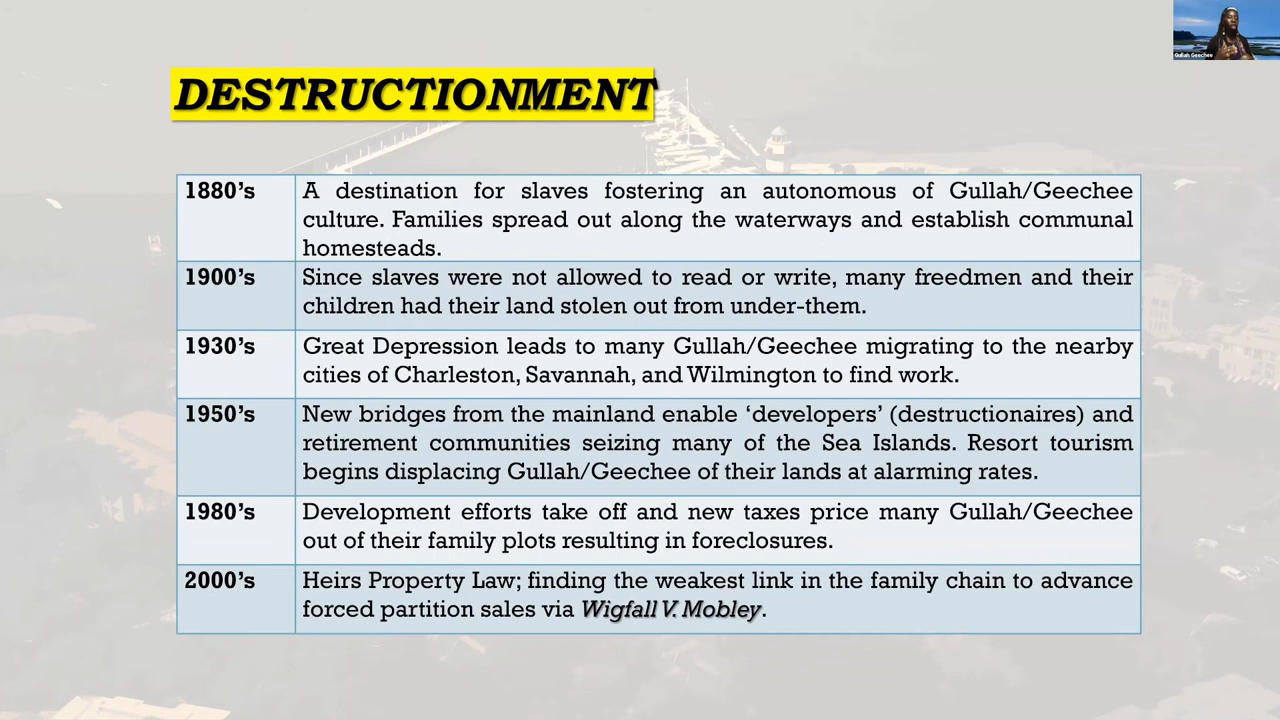 Gullah Geechee
DESTRUCTIONMENT
1880’s
A destination for slaves fostering an autonomous of Gullah/Geechee
culture. Families spread out along the waterways and establish communal
homesteads.
1900’s
Since slaves were not allowed to read or write, many freedmen and their
children had their land stolen out from under-them.
1930’s
Great Depression leads to many Gullah/Geechee migrating to the nearby
cities of Charleston, Savannah, and Wilmington to find work.
1950’s
New bridges from the mainland enable ‘developers’ (destructionaires) and
retirement communities seizing many of the Sea Islands. Resort tourism
begins displacing Gullah/Geechee of their lands at alarming rates.
1980’s
Development efforts take off and new taxes price many Gullah/Geechee
out of their family plots resulting in foreclosures.
2000’s
Heirs Property Law; finding the weakest link in the family chain to advance
forced partition sales via Wigfall V. Mobley.